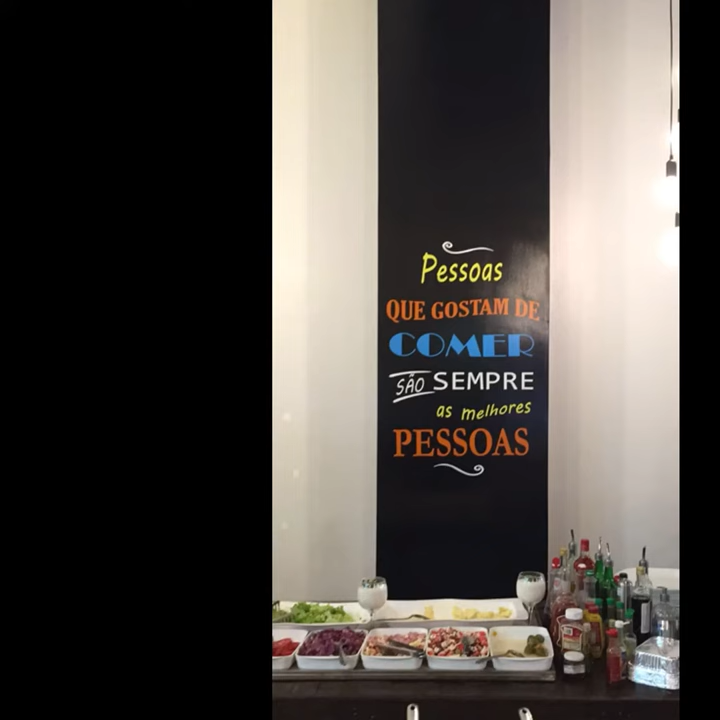 Pessoas
QUE GOSTAM DE
COMER
SÃO SEMPRE
as melhores
PESSOAS